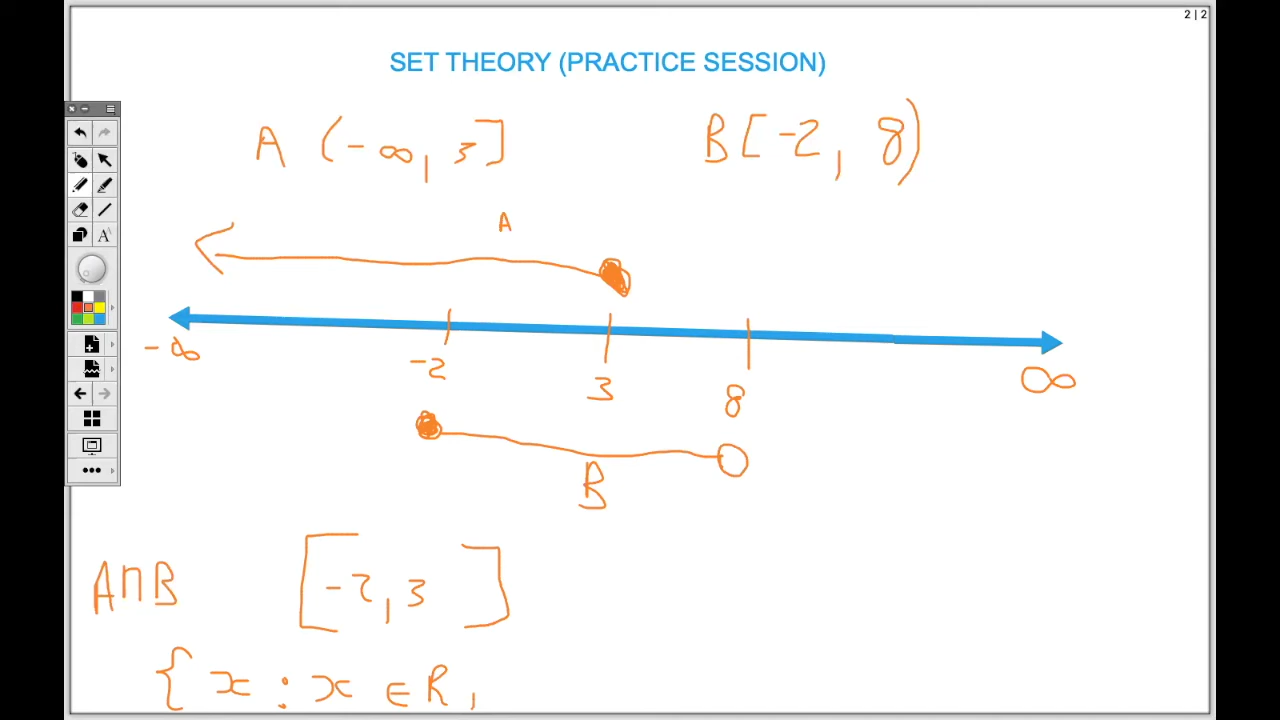 2 | 2
SET THEORY (PRACTICE SESSION)
A (-∞, 3] B[-2, 8)
A
-∞ -2 3 8 ∞
B
A∩B [-2, 3]
{x : x ∈ R,